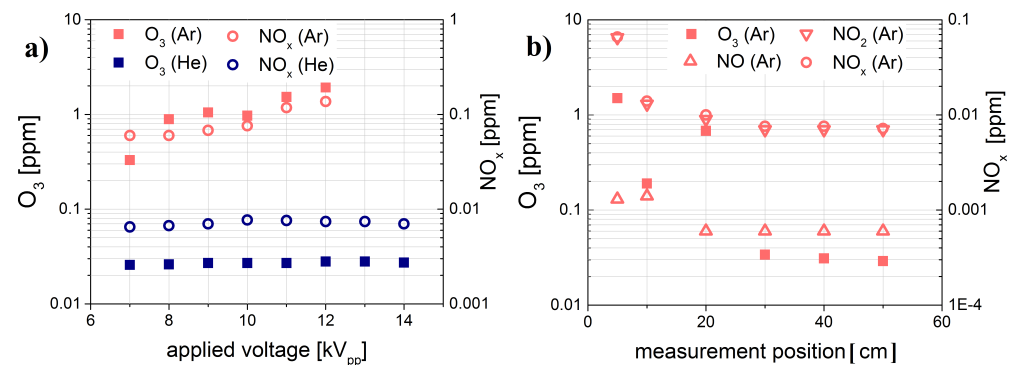 a)
O3 (Ar) NOx (Ar)
O3 (He) NOx (He)
10
1
0.1
0.01
O3 [ppm]
1
0.1
0.01
0.001
NOx [ppm]
6 8 10 12 14
applied voltage [kVpp]
b)
O3 (Ar) NO2 (Ar)
NO (Ar) NOx (Ar)
10
1
0.1
0.01
O3 [ppm]
0.1
0.01
0.001
1E-4
NOx [ppm]
0 10 20 30 40 50 60
measurement position [cm]